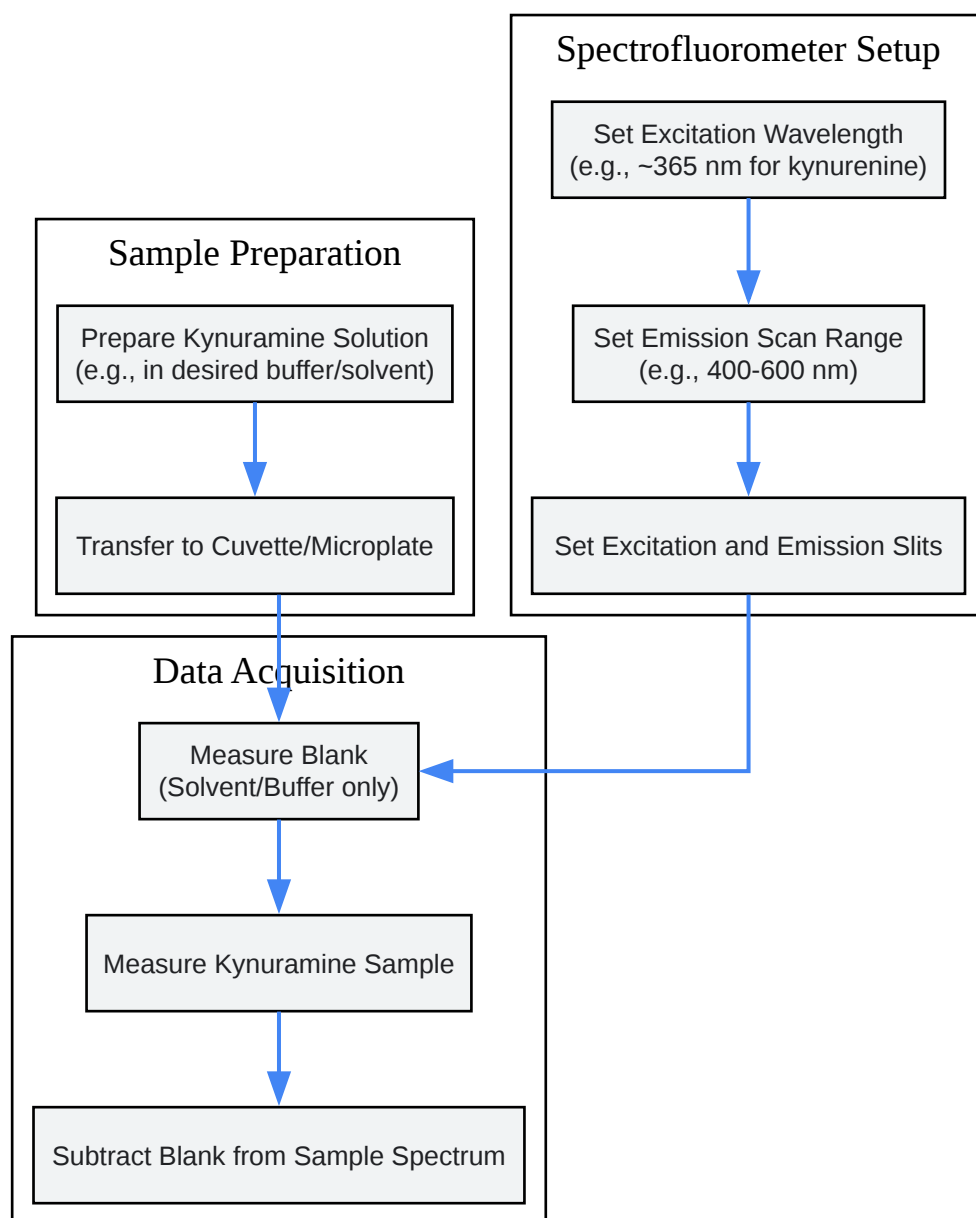 Spectrofluorometer Setup
Set Excitation Wavelength
(e.g., ~365 nm for kynurenine)
Set Emission Scan Range
(e.g., 400-600 nm)
Set Excitation and Emission Slits
Sample Preparation
Prepare Kynuramine Solution
(e.g., in desired buffer/solvent)
Transfer to Cuvette/Microplate
Data Acquisition
Measure Blank
(Solvent/Buffer only)
Measure Kynuramine Sample
Subtract Blank from Sample Spectrum